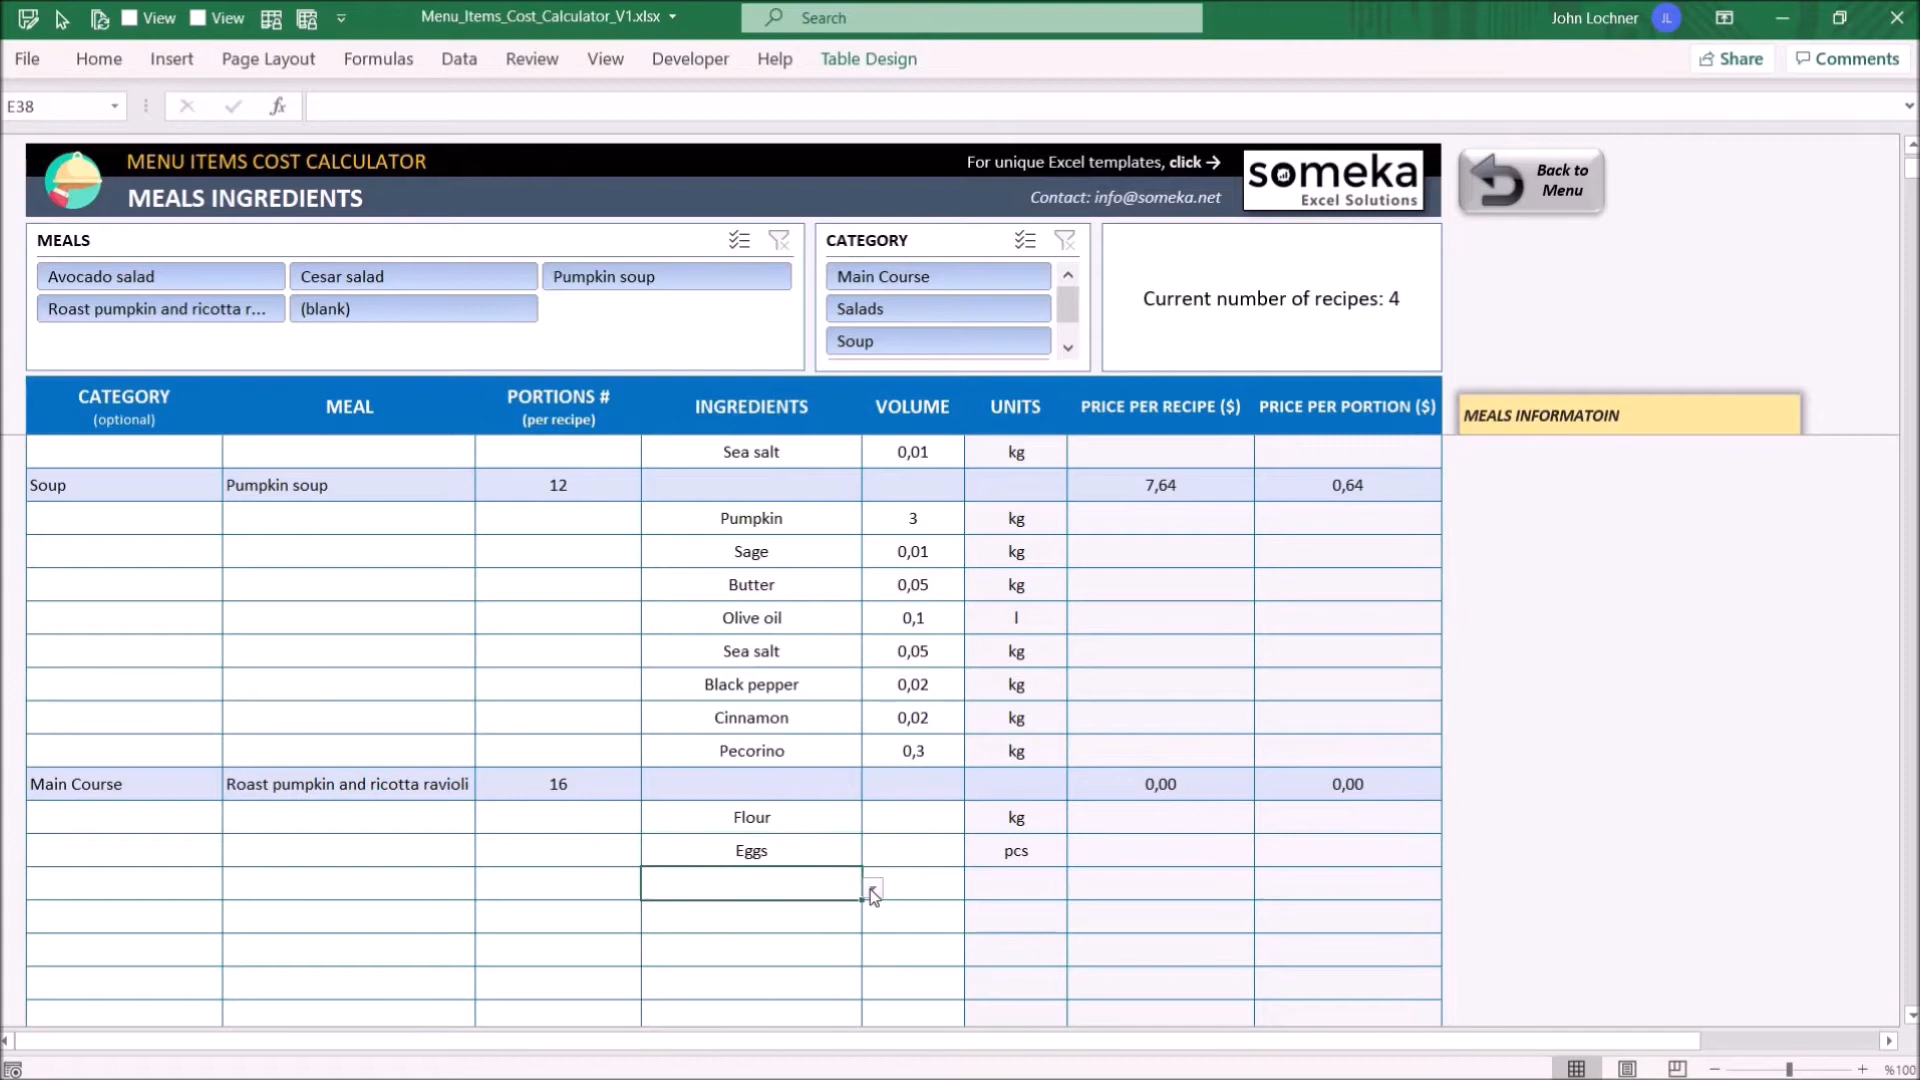 View View Menu_Items_Cost_Calculator_V1.xlsx Search John Lochner JL
File Home Insert Page Layout Formulas Data Review View Developer Help Table Design Share Comments
E38 fx
MENU ITEMS COST CALCULATOR For unique Excel templates, click →
MEALS INGREDIENTS Contact: info@someka.net
someka
Excel Solutions
Back to
Menu
MEALS
Avocado salad Cesar salad Pumpkin soup
Roast pumpkin and ricotta r... (blank)
CATEGORY
Main Course
Salads
Soup
Current number of recipes: 4
CATEGORY
(optional)
MEAL
PORTIONS #
(per recipe)
INGREDIENTS VOLUME UNITS PRICE PER RECIPE ($) PRICE PER PORTION ($)
MEALS INFORMATOIN
Sea salt 0,01 kg
Soup Pumpkin soup 12 7,64 0,64
Pumpkin 3 kg
Sage 0,01 kg
Butter 0,05 kg
Olive oil 0,1 l
Sea salt 0,05 kg
Black pepper 0,02 kg
Cinnamon 0,02 kg
Pecorino 0,3 kg
Main Course Roast pumpkin and ricotta ravioli 16 0,00 0,00
Flour kg
Eggs pcs
%100